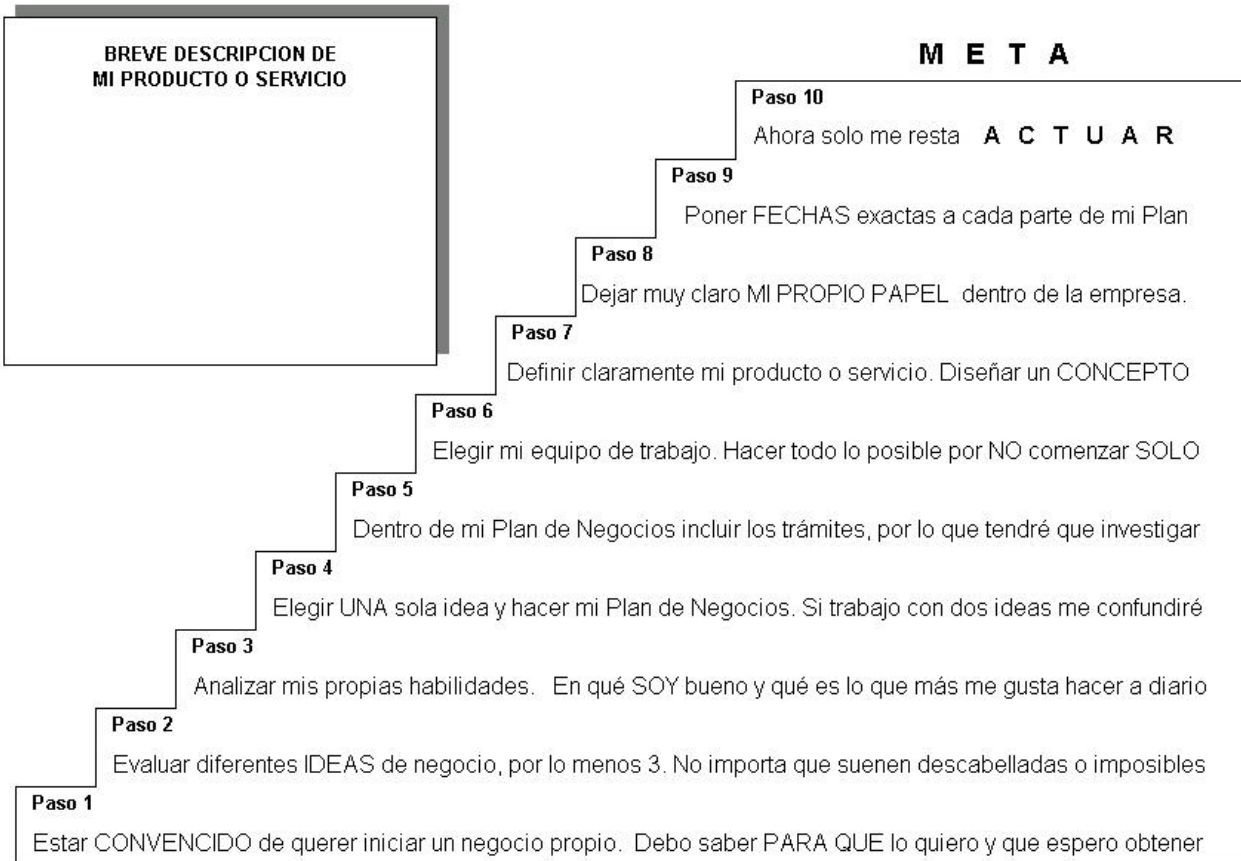 BREVE DESCRIPCION DE
MI PRODUCTO O SERVICIO
M E T A
Paso 10
Ahora solo me resta A C T U A R
Paso 9
Poner FECHAS exactas a cada parte de mi Plan
Paso 8
Dejar muy claro MI PROPIO PAPEL dentro de la empresa.
Paso 7
Definir claramente mi producto o servicio. Diseñar un CONCEPTO
Paso 6
Elegir mi equipo de trabajo. Hacer todo lo posible por NO comenzar SOLO
Paso 5
Dentro de mi Plan de Negocios incluir los trámites, por lo que tendré que investigar
Paso 4
Elegir UNA sola idea y hacer mi Plan de Negocios. Si trabajo con dos ideas me confundiré
Paso 3
Analizar mis propias habilidades. En qué SOY bueno y qué es lo que más me gusta hacer a diario
Paso 2
Evaluar diferentes IDEAS de negocio, por lo menos 3. No importa que suenen descabelladas o imposibles
Paso 1
Estar CONVENCIDO de querer iniciar un negocio propio. Debo saber PARA QUE lo quiero y que espero obtener